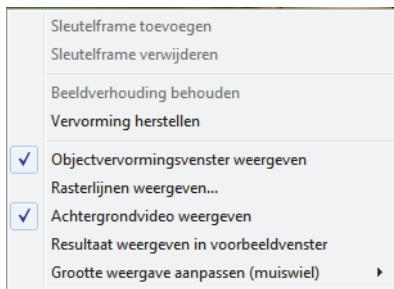 Sleutelframe toevoegen
Sleutelframe verwijderen
Beeldverhouding behouden
Vervorming herstellen
Objectvervormingsvenster weergeven
Rasterlijnen weergeven...
Achtergrondvideo weergeven
Resultaat weergeven in voorbeeldvenster
Grootte weergave aanpassen (muiswiel)